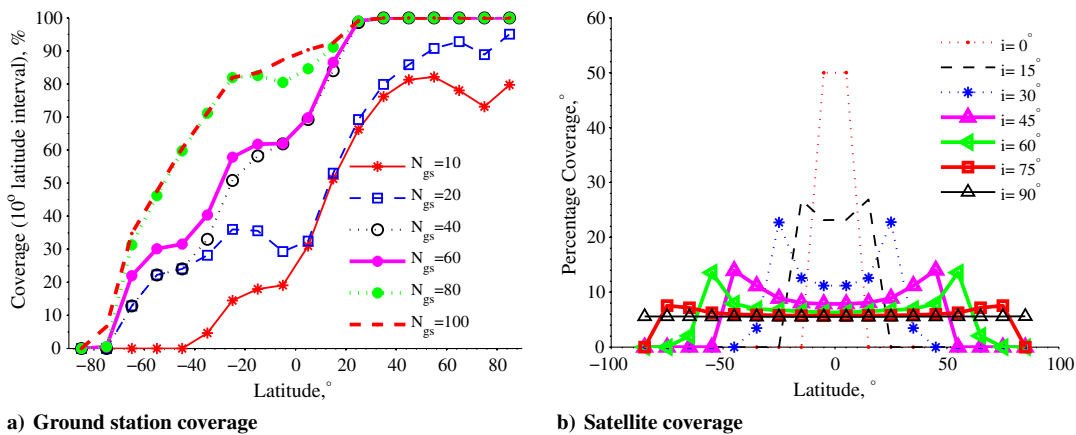 Coverage (10° latitude interval), %
100
90
80
70
60
50
40
30
20
10
0
N_gs=10
N_gs=20
N_gs=40
N_gs=60
N_gs=80
N_gs=100
−80 −60 −40 −20 0 20 40 60 80
Latitude,°
a) Ground station coverage
Percentage Coverage,°
60
50
40
30
20
10
0
i= 0°
i= 15°
i= 30°
i= 45°
i= 60°
i= 75°
i= 90°
−100 −50 0 50 100
Latitude,°
b) Satellite coverage